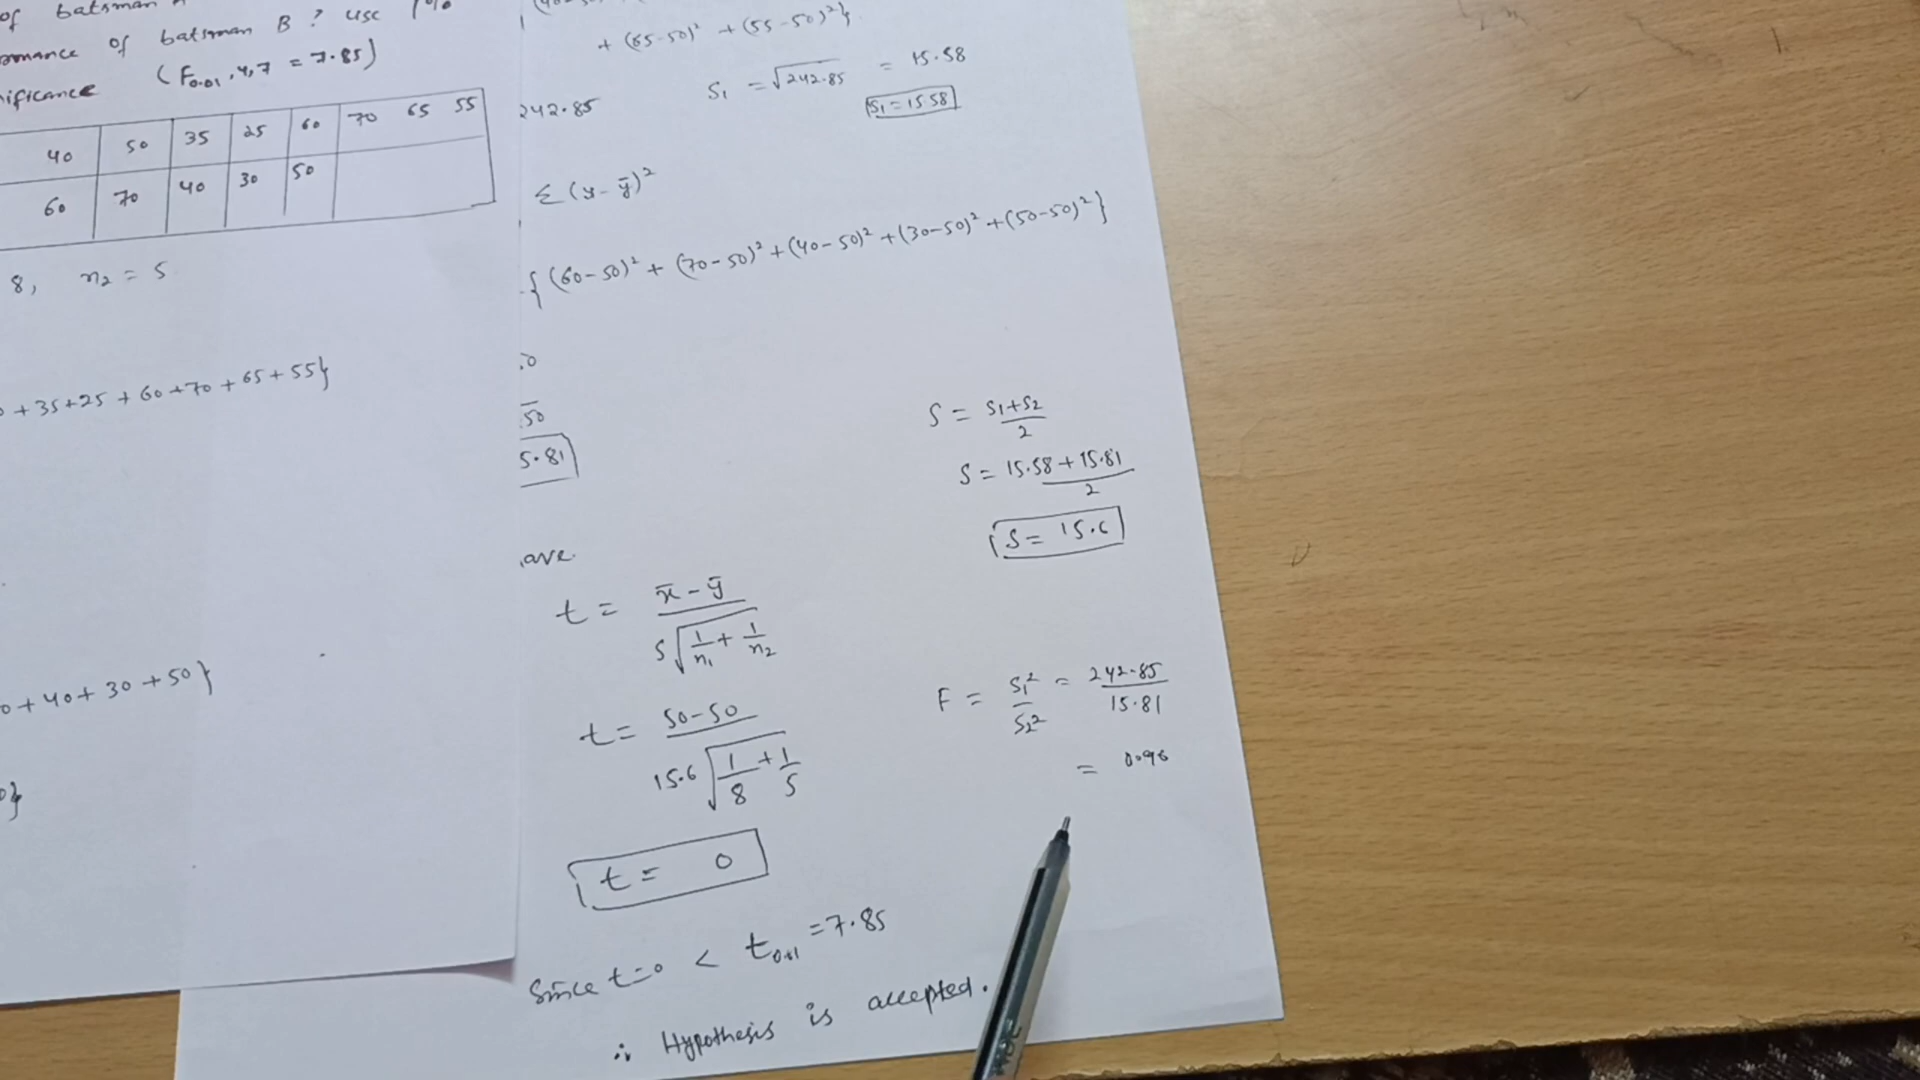 of batsman
omance of batsman B ? use 1%
nificance (F0.01,4,7 = 7.85)
40 50 35 25 60 70 65 55
60 70 40 30 50
8, n2 = 5
+35+25 +60+70 +65+55}
0+40+30+50}
0}
+ (65-50)² + (55-50)²}
S1 = √242.85 = 15.58
242.85
S1 = 15.58
Σ(y-ȳ)²
{(60-50)² + (70-50)² + (40-50)² + (30-50)² + (50-50)²}
.0
50
5.81
S = S1+S2/2
S = 15.58+15.81/2
S = 15.6
ave
t = x̄-ȳ / S√1/n1 + 1/n2
t = 50-50 / 15.6√1/8 + 1/5
t = 0
F = S1²/S2² = 242.85/15.81
= 0.96
Since t=0 < t0.01 = 7.85
∴ Hypothesis is accepted.